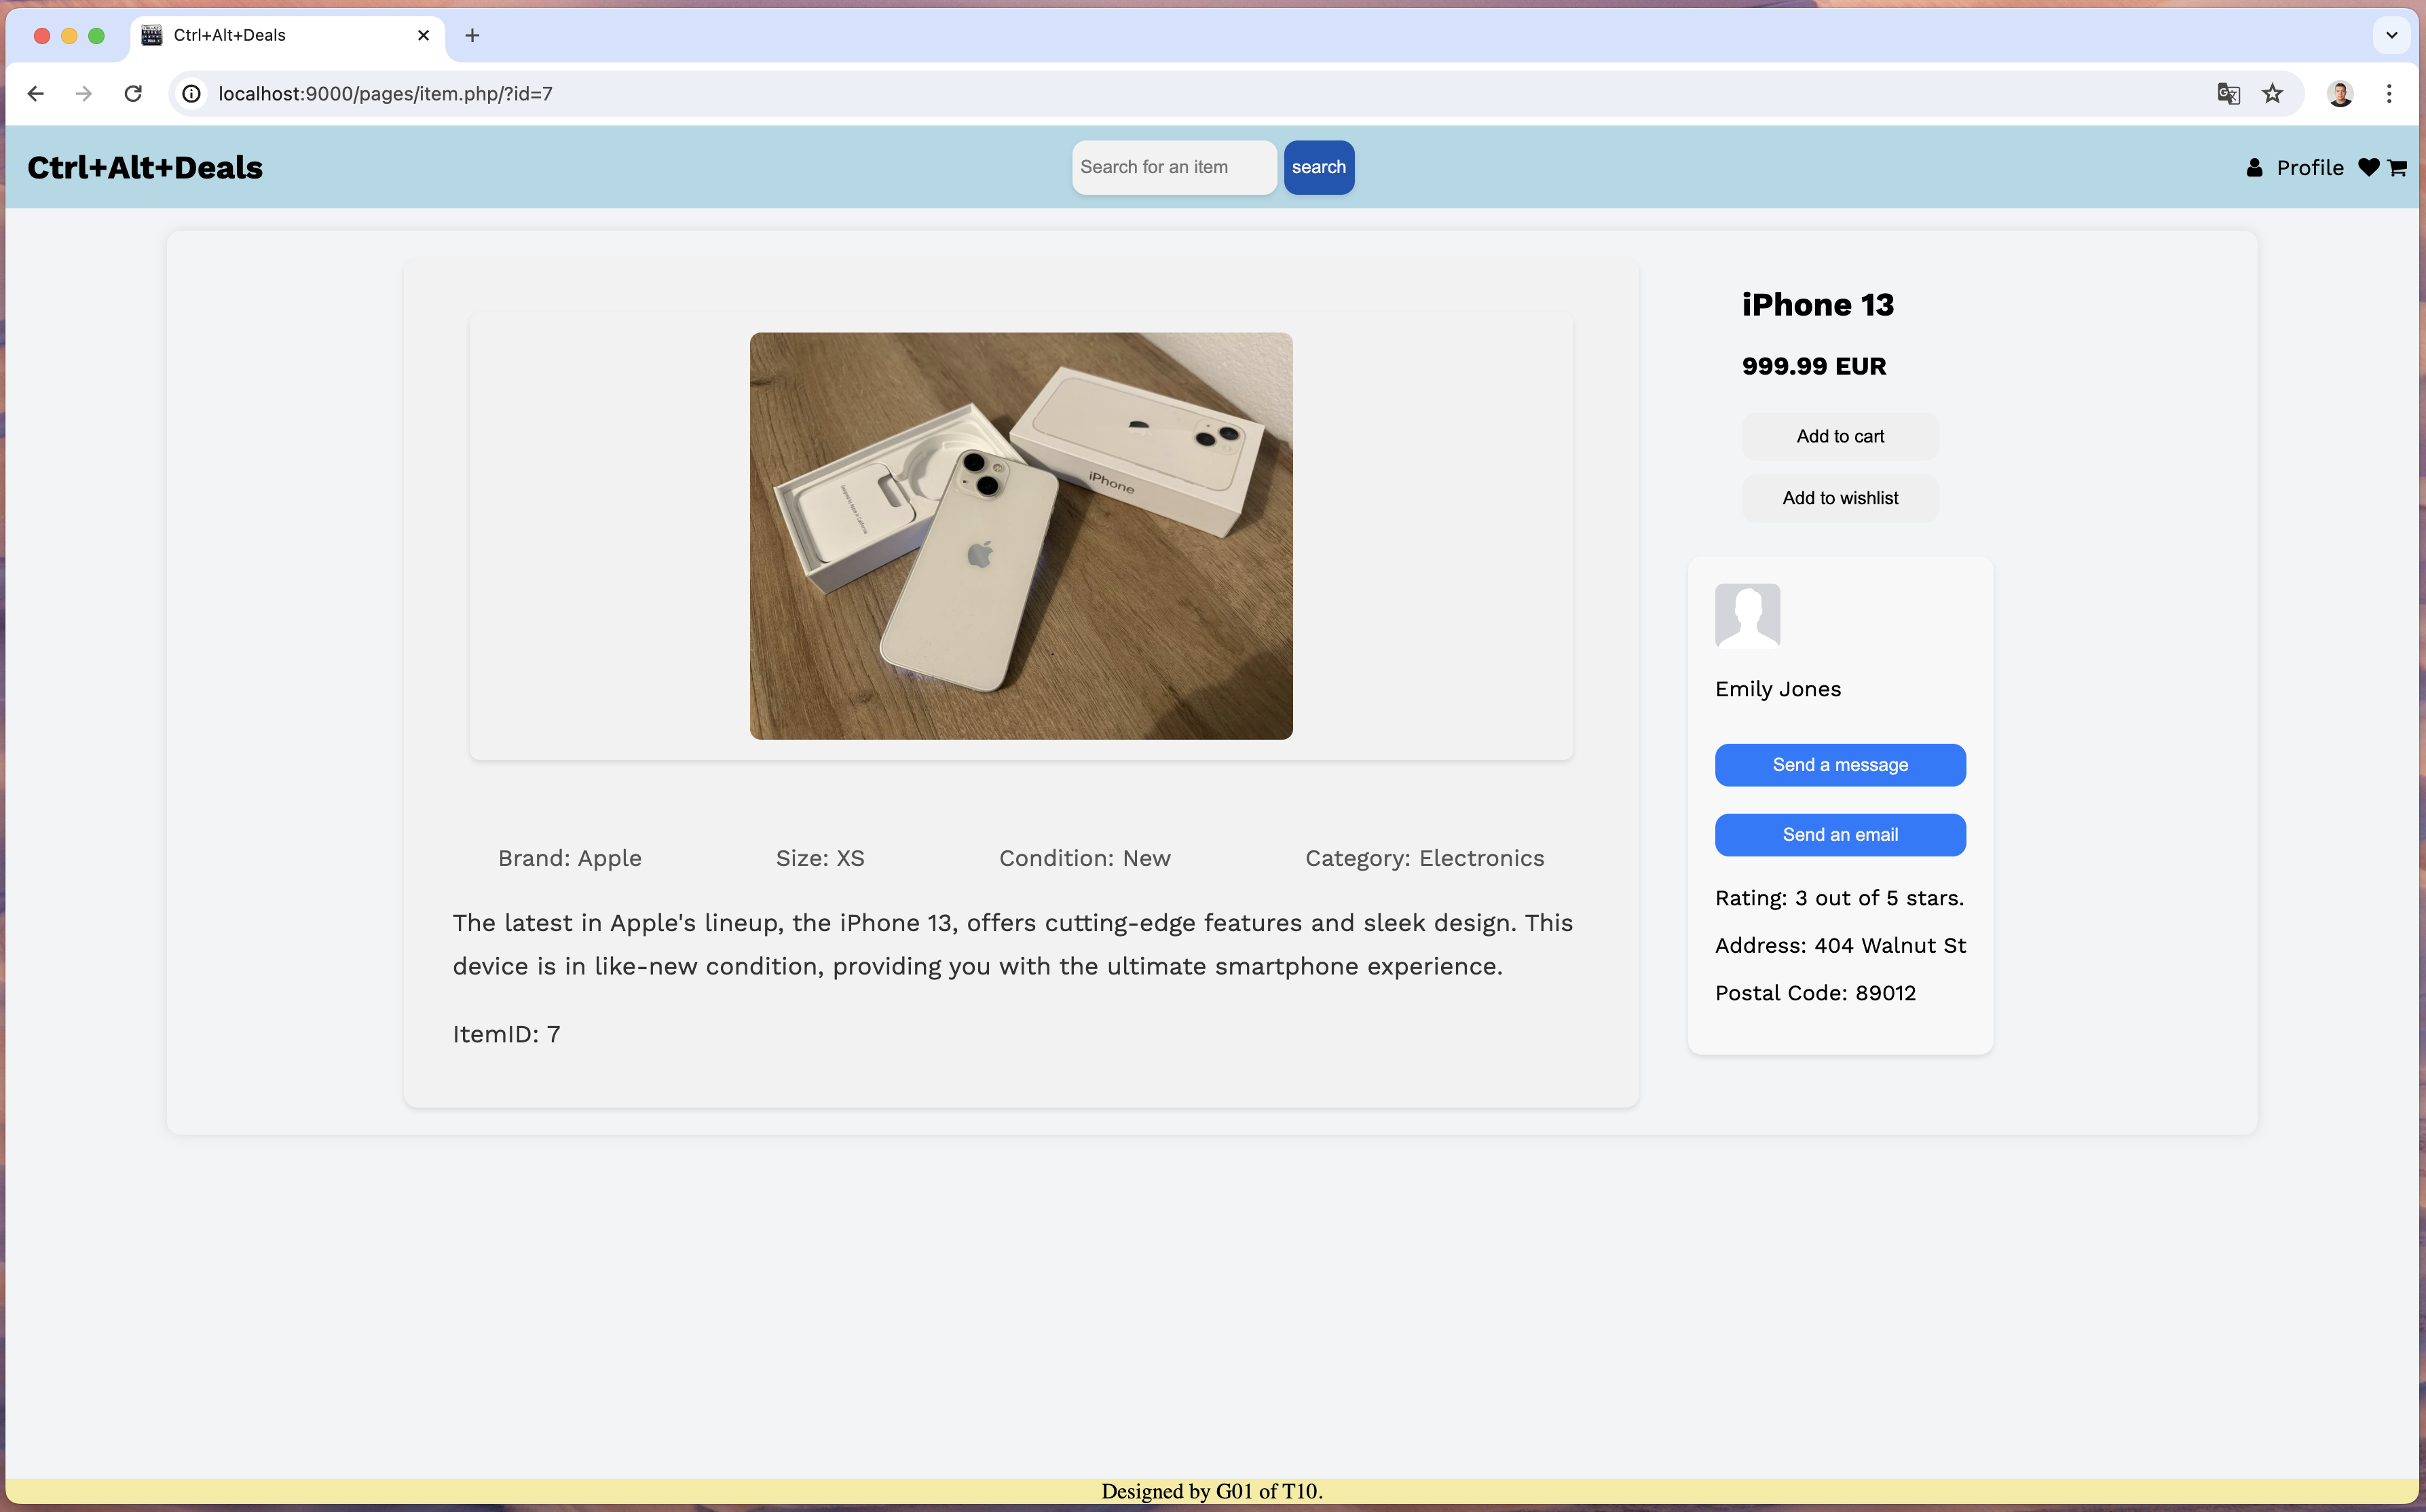 Ctrl+Alt+Deals
localhost:9000/pages/item.php/?id=7
Ctrl+Alt+Deals
Search for an item
search
Profile
iPhone 13
999.99 EUR
Add to cart
Add to wishlist
iPhone
Emily Jones
Send a message
Send an email
Rating: 3 out of 5 stars.
Address: 404 Walnut St
Postal Code: 89012
Brand: Apple
Size: XS
Condition: New
Category: Electronics
The latest in Apple's lineup, the iPhone 13, offers cutting-edge features and sleek design. This
device is in like-new condition, providing you with the ultimate smartphone experience.
ItemID: 7
Designed by G01 of T10.